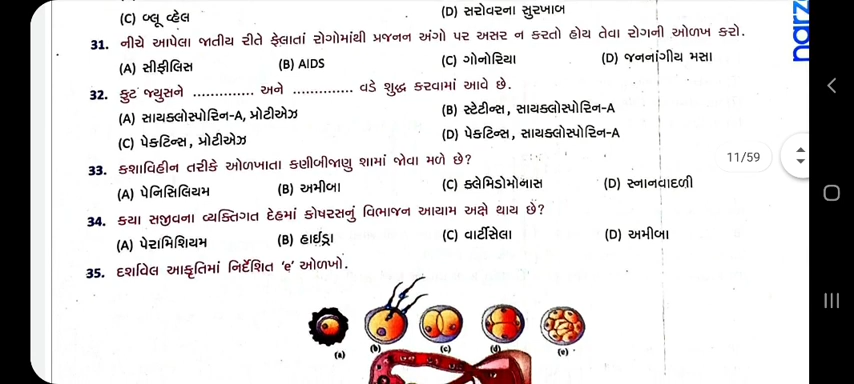 (C) બ્લૂ વ્હેલ (D) સરોવરના સુરખાબ
31. નીચે આપેલા જાતીય રીતે ફેલાતાં રોગોમાંથી પ્રજનન અંગો પર અસર ન કરતો હોય તેવા રોગની ઓળખ કરો.
(A) સીફીલિસ (B) AIDS (C) ગોનોરિયા (D) જનનાંગીય મસા
32. ફ્રુટ જ્યુસને .............. અને .............. વડે શુદ્ધ કરવામાં આવે છે.
(A) સાયક્લોસ્પોરિન-A, પ્રોટીએઝ (B) સ્ટેટીન્સ, સાયક્લોસ્પોરિન-A
(C) પેક્ટિન્સ, પ્રોટીએઝ (D) પેક્ટિન્સ, સાયક્લોસ્પોરિન-A
33. કશાવિહીન તરીકે ઓળખાતા કણીબીજાણુ શામાં જોવા મળે છે?
(A) પેનિસિલિયમ (B) અમીબા (C) ક્લેમિડોમોનાસ (D) સ્નાનવાદળી
34. કયા સજીવના વ્યક્તિગત દેહમાં કોષરસનું વિભાજન આયામ અક્ષે થાય છે?
(A) પેરામિશિયમ (B) હાઈડ્રા (C) વાર્ટીસેલા (D) અમીબા
35. દર્શાવેલ આકૃતિમાં નિર્દેશિત 'e' ઓળખો.
(a) (b) (c) (d) (e)
11/59
narzo